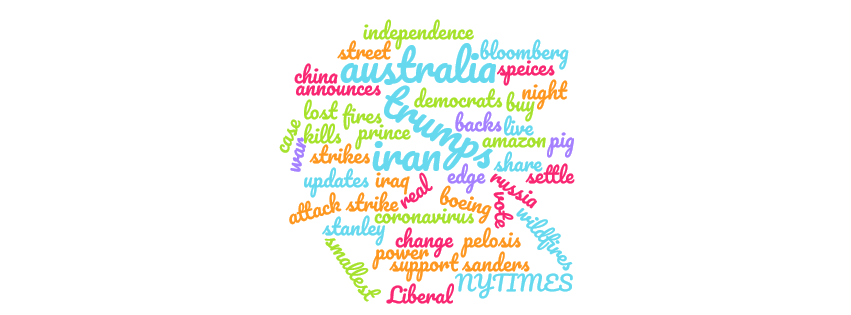 independence
street
bloomberg
australia
speices
china
announces
trumps
democrats
buy
night
lost
fires
case
kills
prince
backs
live
amazon
pig
war
strikes
iran
share
updates
iraq
real
edge
russia
settle
attack
strike
boeing
vote
coronavirus
stanley
wildfires
change
pelosis
smallest
power
support
sanders
NYTIMES
Liberal